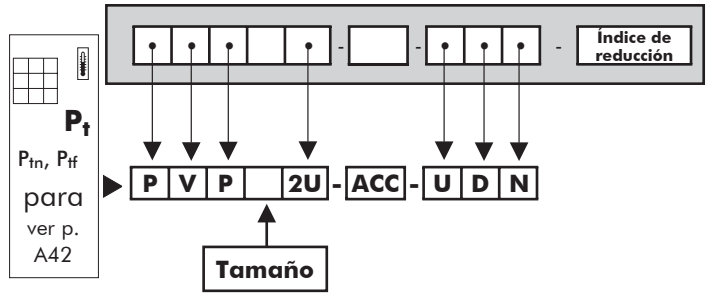 - - - Índice de
reducción
Pt
Ptn, Ptf
para
ver p.
A42
P V P 2U - ACC - U D N
Tamaño